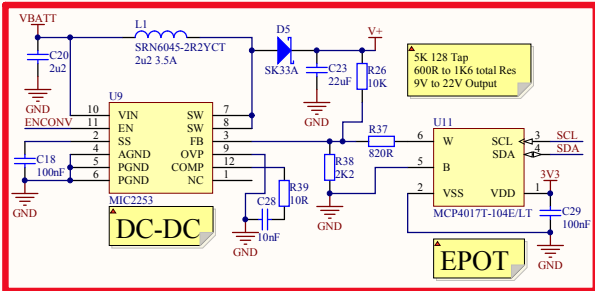 VBATT
L1
SRN6045-2R2YCT
2u2 3.5A
D5
SK33A
V+
C20
2u2
GND
C23
22uF
GND
R26
10K
5K 128 Tap
600R to 1K6 total Res
9V to 22V Output
U9
ENCONV
10
VIN
SW
7
11
EN
SW
8
2
SS
FB
3
4
AGND
OVP
9
5
PGND
COMP
12
6
PGND
NC
1
MIC2253
C18
100nF
GND
R37
820R
R38
2K2
GND
R39
10R
C28
10nF
GND
U11
6
W
SCL
3
SCL
SDA
4
SDA
5
B
2
VSS
VDD
1
MCP4017T-104E/LT
3V3
C29
100nF
GND
DC-DC
EPOT